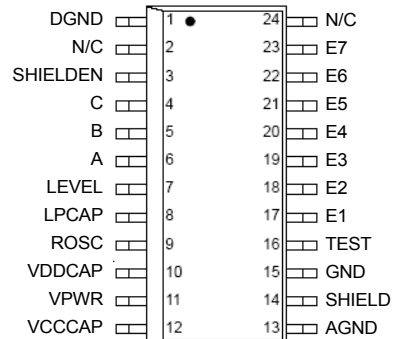 DGND 1 24 N/C
N/C 2 23 E7
SHIELDEN 3 22 E6
C 4 21 E5
B 5 20 E4
A 6 19 E3
LEVEL 7 18 E2
LPCAP 8 17 E1
ROSC 9 16 TEST
VDDCAP 10 15 GND
VPWR 11 14 SHIELD
VCCCAP 12 13 AGND